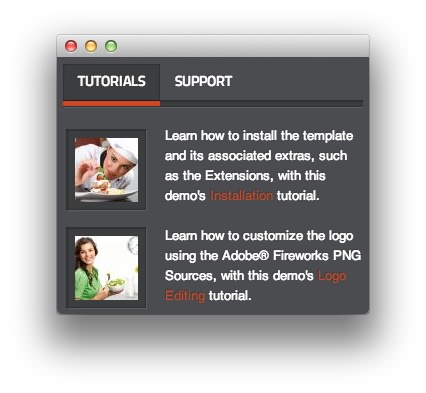 TUTORIALS SUPPORT
Learn how to install the template
and its associated extras, such
as the Extensions, with this
demo's Installation tutorial.
Learn how to customize the logo
using the Adobe® Fireworks PNG
Sources, with this demo's Logo
Editing tutorial.